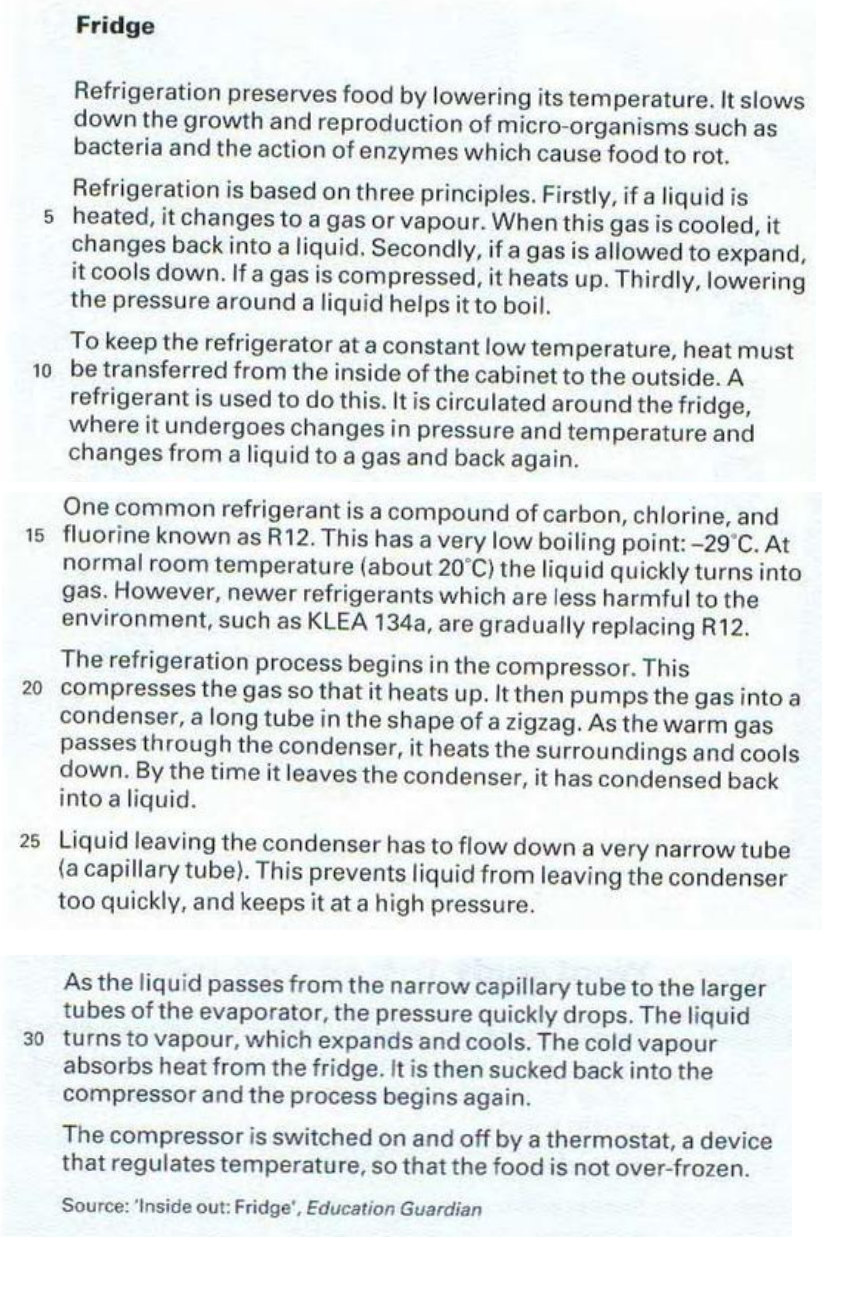 Fridge
Refrigeration preserves food by lowering its temperature. It slows
down the growth and reproduction of micro-organisms such as
bacteria and the action of enzymes which cause food to rot.
Refrigeration is based on three principles. Firstly, if a liquid is
5 heated, it changes to a gas or vapour. When this gas is cooled, it
changes back into a liquid. Secondly, if a gas is allowed to expand,
it cools down. If a gas is compressed, it heats up. Thirdly, lowering
the pressure around a liquid helps it to boil.
To keep the refrigerator at a constant low temperature, heat must
10 be transferred from the inside of the cabinet to the outside. A
refrigerant is used to do this. It is circulated around the fridge,
where it undergoes changes in pressure and temperature and
changes from a liquid to a gas and back again.
One common refrigerant is a compound of carbon, chlorine, and
15 fluorine known as R12. This has a very low boiling point: –29°C. At
normal room temperature (about 20°C) the liquid quickly turns into
gas. However, newer refrigerants which are less harmful to the
environment, such as KLEA 134a, are gradually replacing R12.
The refrigeration process begins in the compressor. This
20 compresses the gas so that it heats up. It then pumps the gas into a
condenser, a long tube in the shape of a zigzag. As the warm gas
passes through the condenser, it heats the surroundings and cools
down. By the time it leaves the condenser, it has condensed back
into a liquid.
25 Liquid leaving the condenser has to flow down a very narrow tube
(a capillary tube). This prevents liquid from leaving the condenser
too quickly, and keeps it at a high pressure.
As the liquid passes from the narrow capillary tube to the larger
tubes of the evaporator, the pressure quickly drops. The liquid
30 turns to vapour, which expands and cools. The cold vapour
absorbs heat from the fridge. It is then sucked back into the
compressor and the process begins again.
The compressor is switched on and off by a thermostat, a device
that regulates temperature, so that the food is not over-frozen.
Source: 'Inside out: Fridge', Education Guardian